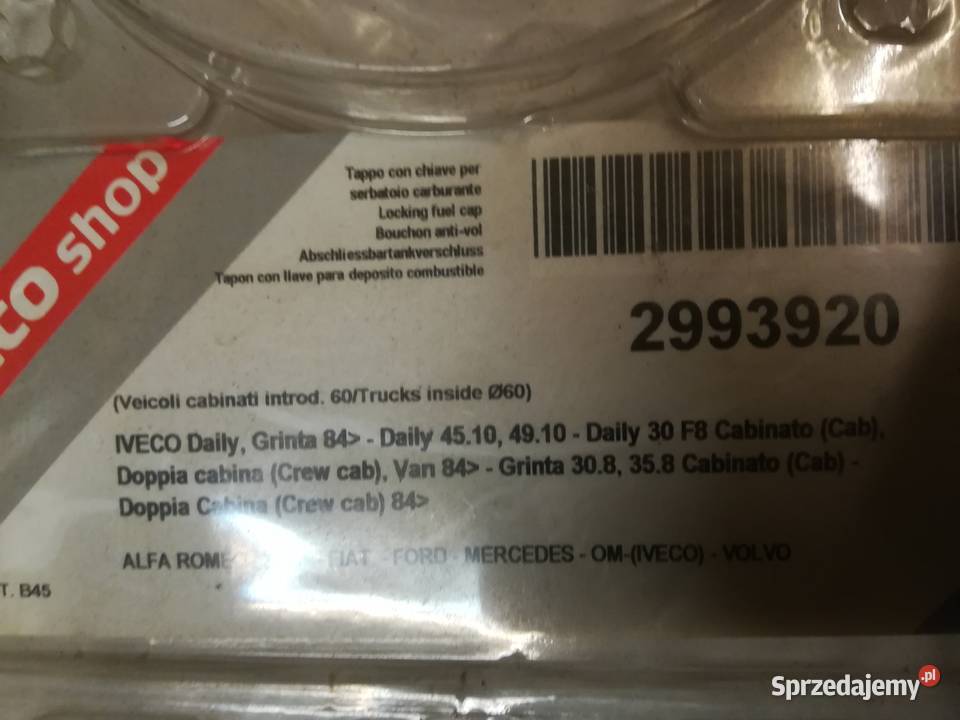 shop
Tappo con chiave per
serbatoio carburante
Locking fuel cap
Bouchon anti-vol
Abschliessbartankverschluss
Tapon con llave para deposito combustible
2993920
(Veicoli cabinati introd. 60/Trucks inside Ø60)
IVECO Daily, Grinta 84> - Daily 45.10, 49.10 - Daily 30 F8 Cabinato (Cab),
Doppia cabina (Crew cab), Van 84> - Grinta 30.8, 35.8 Cabinato (Cab) -
Doppia Cabina (Crew cab) 84>
ALFA FIAT - FORD - MERCEDES - OM-(IVECO) - VOLVO
T. B45
Sprzedajemy.pl